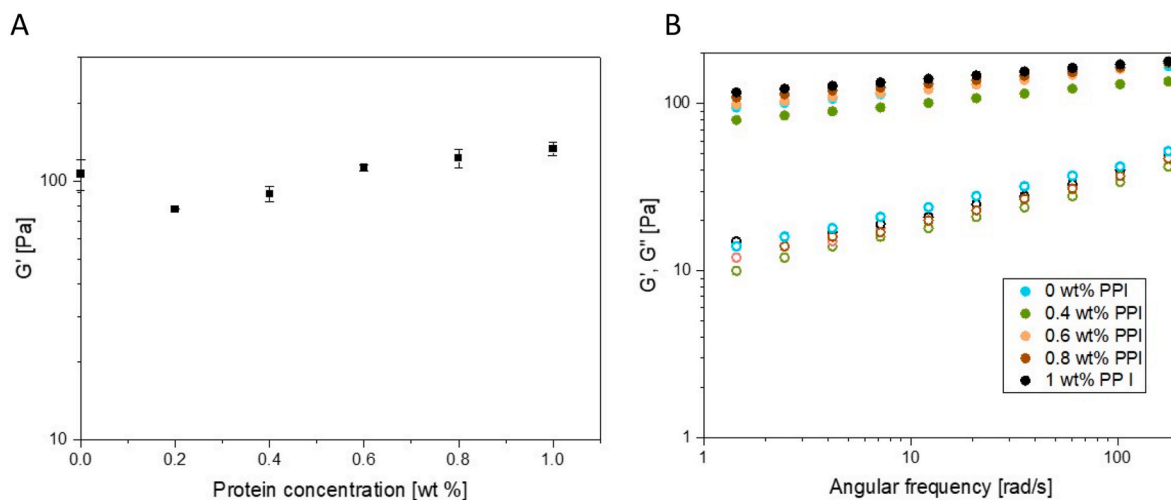 A
G' [Pa]
100
10
0.0
0.2
0.4
0.6
0.8
1.0
Protein concentration [wt %]
B
G', G'' [Pa]
100
10
1
0 wt% PPI
0.4 wt% PPI
0.6 wt% PPI
0.8 wt% PPI
1 wt% PP I
1
10
100
Angular frequency [rad/s]